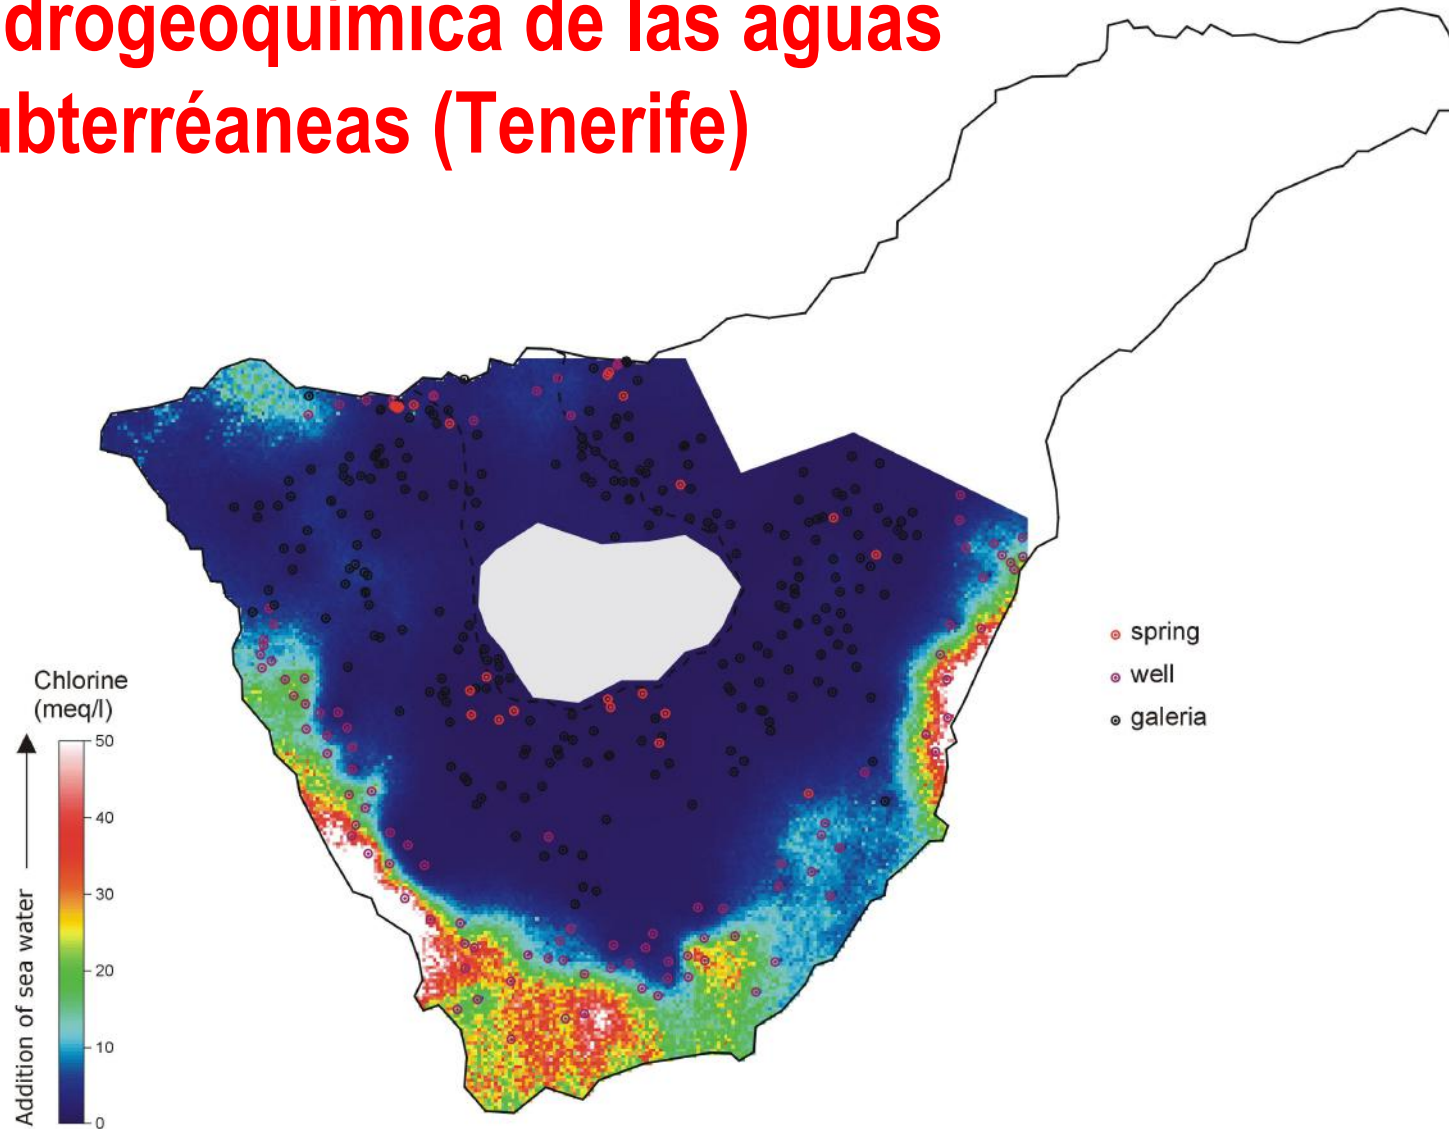 drogeoquímica de las aguas
ubterréaneas (Tenerife)
spring
well
galeria
Chlorine
(meq/l)
50
40
30
20
10
0
Addition of sea water